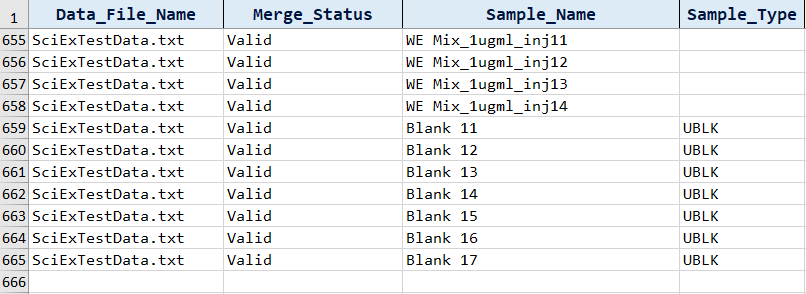 1 Data_File_Name Merge_Status Sample_Name Sample_Type
655 SciExTestData.txt Valid WE Mix_1ugml_inj11
656 SciExTestData.txt Valid WE Mix_1ugml_inj12
657 SciExTestData.txt Valid WE Mix_1ugml_inj13
658 SciExTestData.txt Valid WE Mix_1ugml_inj14
659 SciExTestData.txt Valid Blank 11 UBLK
660 SciExTestData.txt Valid Blank 12 UBLK
661 SciExTestData.txt Valid Blank 13 UBLK
662 SciExTestData.txt Valid Blank 14 UBLK
663 SciExTestData.txt Valid Blank 15 UBLK
664 SciExTestData.txt Valid Blank 16 UBLK
665 SciExTestData.txt Valid Blank 17 UBLK
666